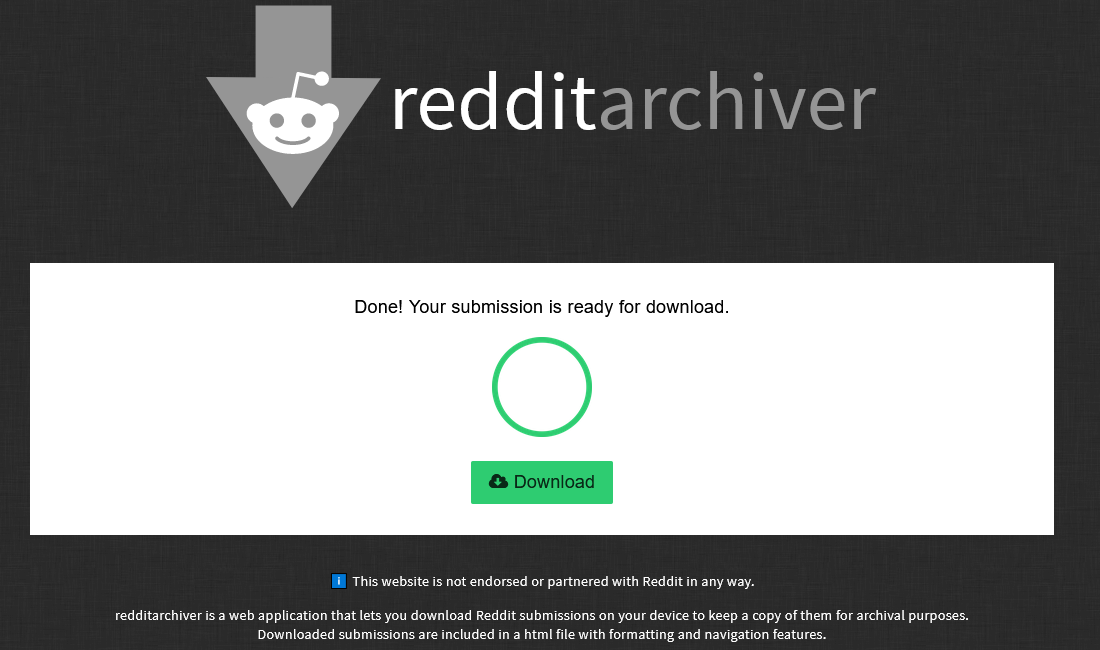 redditarchiver
Done! Your submission is ready for download.
Download
i This website is not endorsed or partnered with Reddit in any way.
redditarchiver is a web application that lets you download Reddit submissions on your device to keep a copy of them for archival purposes.
Downloaded submissions are included in a html file with formatting and navigation features.